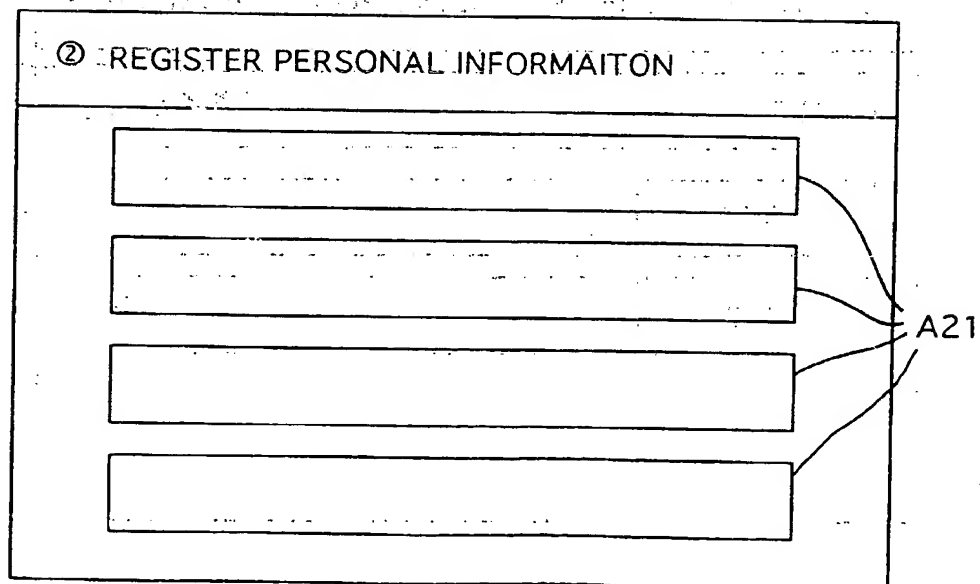 ② REGISTER PERSONAL INFORMAITON
A21